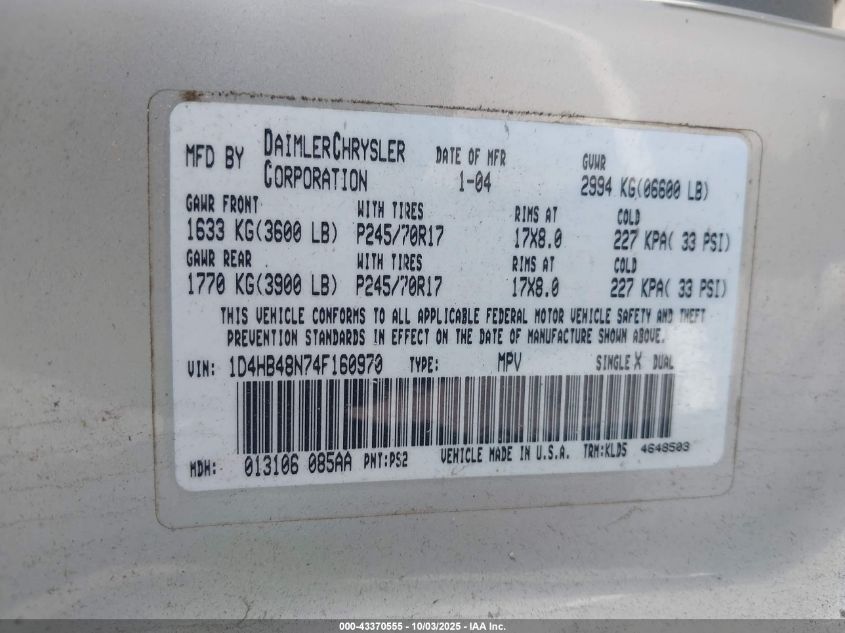 MFD BY DAIMLERCHRYSLER CORPORATION DATE OF MFR 1-04 GVWR 2994 KG(06600 LB)
GAWR FRONT WITH TIRES RIMS AT COLD
1633 KG(3600 LB) P245/70R17 17X8.0 227 KPA( 33 PSI)
GAWR REAR WITH TIRES RIMS AT COLD
1770 KG(3900 LB) P245/70R17 17X8.0 227 KPA( 33 PSI)
THIS VEHICLE CONFORMS TO ALL APPLICABLE FEDERAL MOTOR VEHICLE SAFETY AND THEFT
PREVENTION STANDARDS IN EFFECT ON THE DATE OF MANUFACTURE SHOWN ABOVE.
VIN: 1D4HB48N74F160970 TYPE: MPV SINGLE X DUAL
MDH: 013106 085AA PNT:PS2 VEHICLE MADE IN U.S.A. TRM:KLD5 4648503
000-43370555 - 10/03/2025 - IAA Inc.